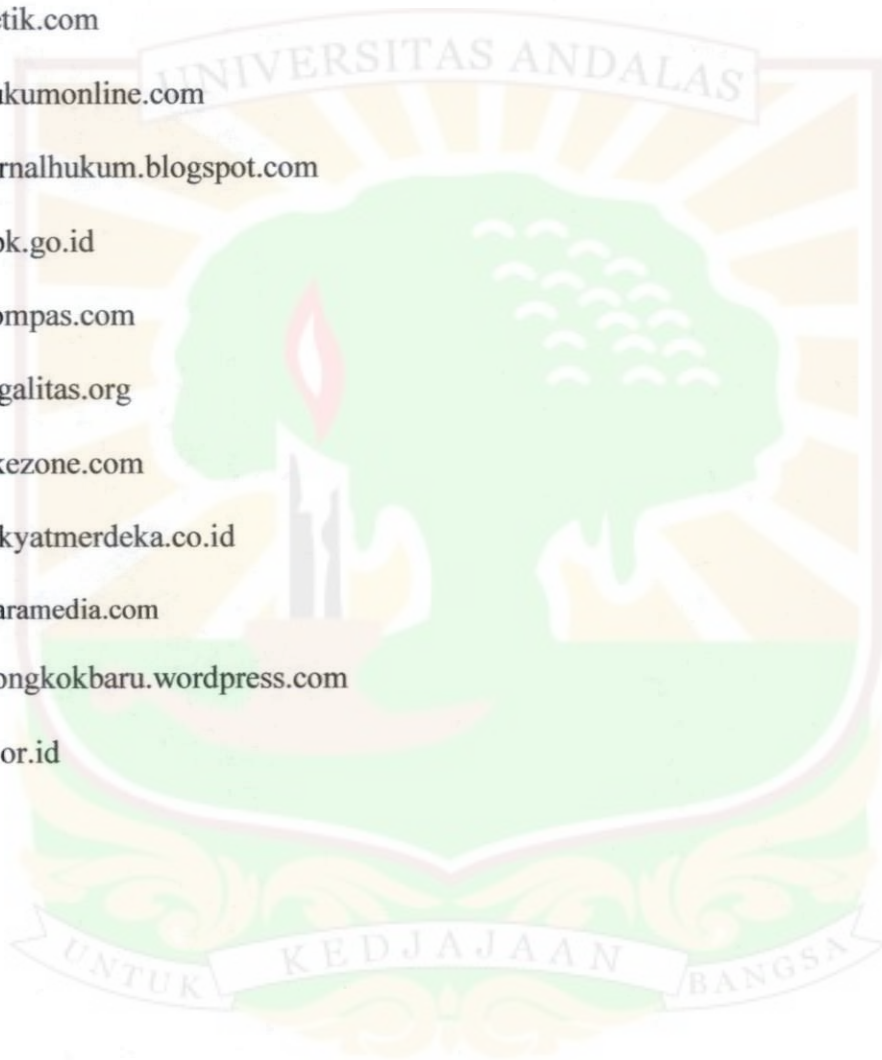 etik.com
UNIVERSITAS ANDALAS
ukumonline.com
rnalhukum.blogspot.com
ok.go.id
ompas.com
galitas.org
kezone.com
kyatmerdeka.co.id
aramedia.com
ongkokbaru.wordpress.com
or.id
UNTUK KEDJAJAAN BANGSA